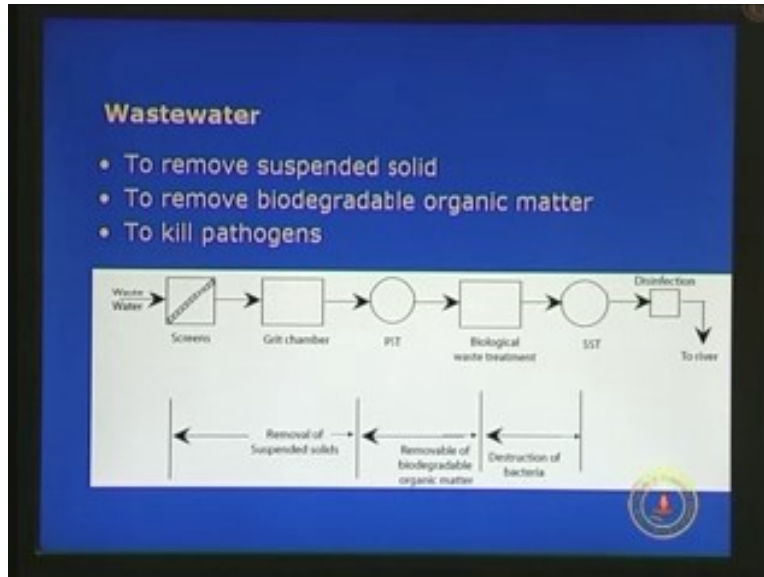 Wastewater
• To remove suspended solid
• To remove biodegradable organic matter
• To kill pathogens
Waste
Water
Screens
Grit chamber
PIT
Biological
waste treatment
SST
Disinfection
To river
Removal of
Suspended solids
Removable of
biodegradable
organic matter
Destruction of
bacteria